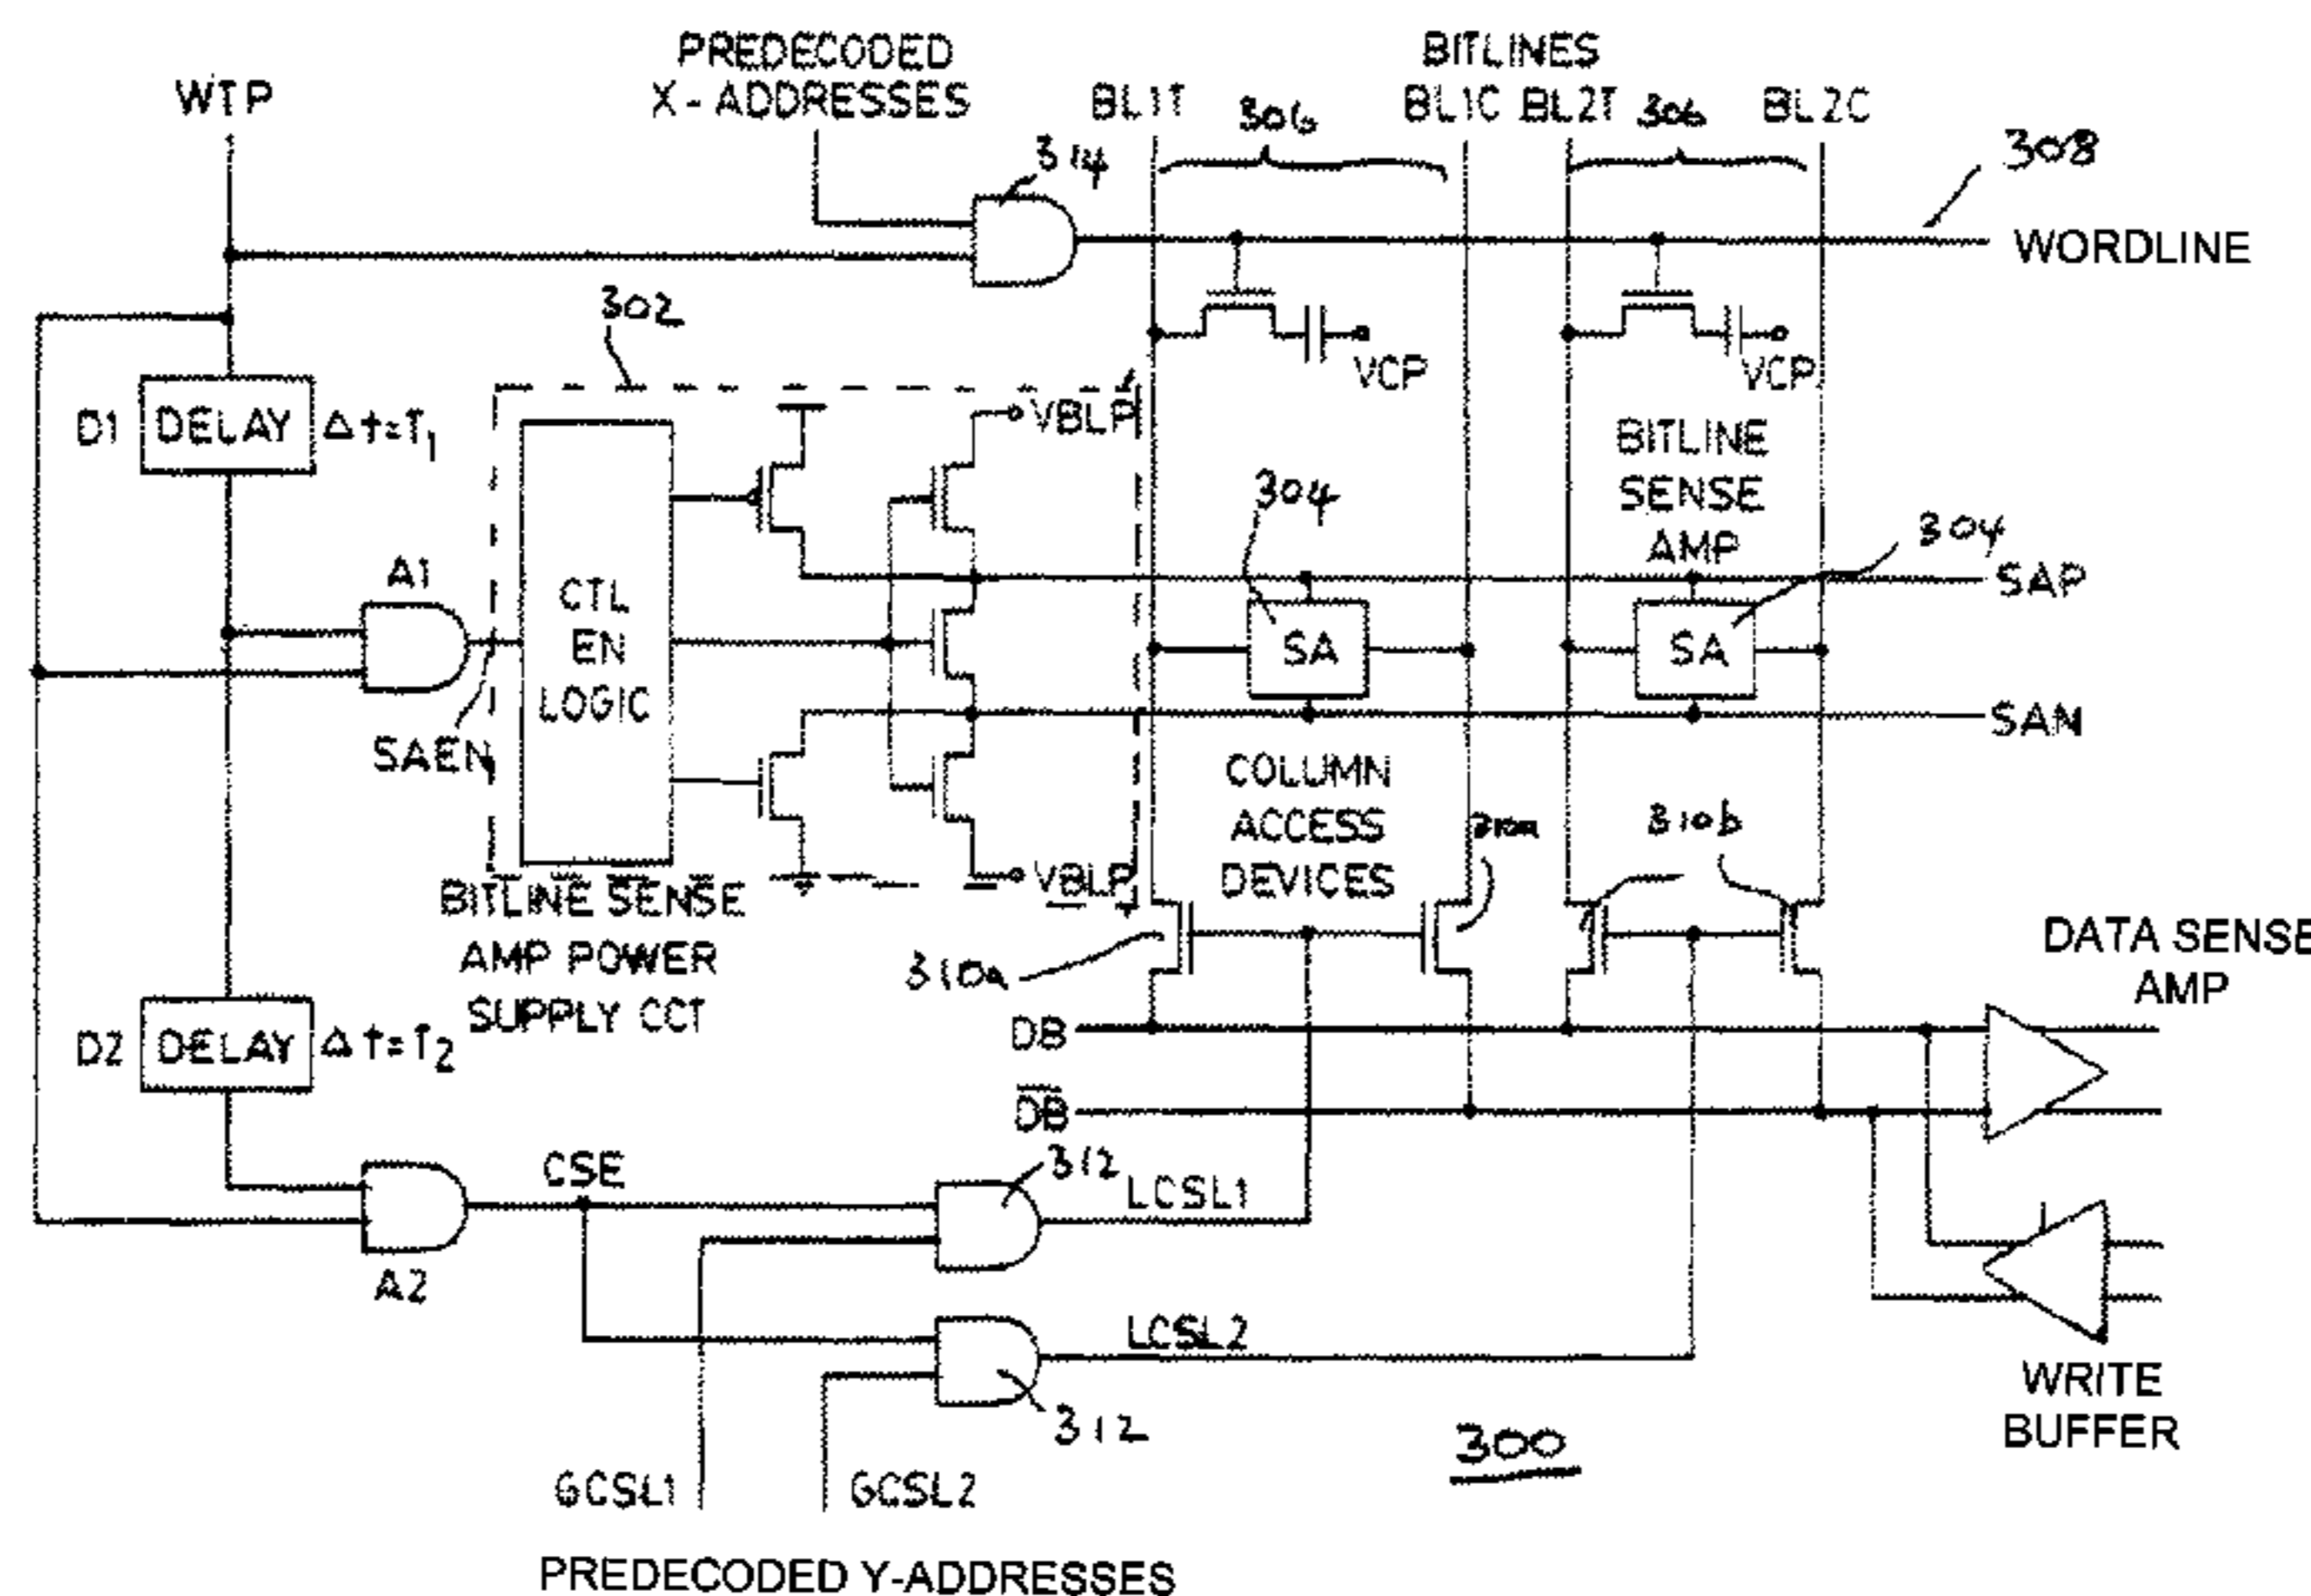 PREDECODED
X- ADDRESSES
WTP
BITLINES
BL1T
306
BL1C
BL2T
306
BL2C
314
308
WORDLINE
302
VCP
VCP
D1
DELAY
Δt=T1
VBLP
BITLINE
SENSE
AMP
304
304
A1
CTL
EN
LOGIC
SAP
SA
SA
SAEN
SAN
COLUMN
ACCESS
DEVICES
310a
310b
VBLP
BITLINE SENSE
AMP POWER
SUPPLY CCT
310a
DATA SENSE
AMP
D2
DELAY
Δt=T2
DB
D̅B̅
CSE
312
LCSL1
A2
LCSL2
312
WRITE
BUFFER
300
GCSL1
GCSL2
PREDECODED Y-ADDRESSES